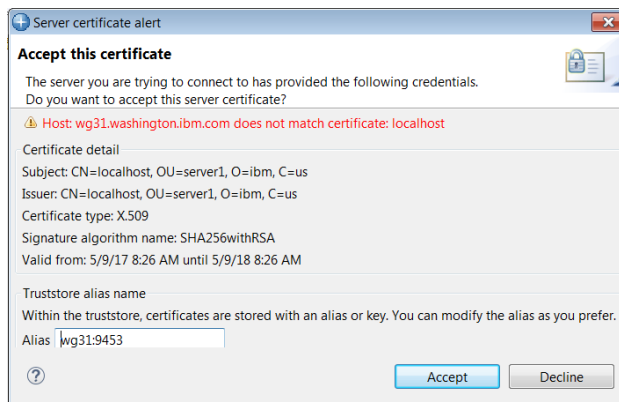 Server certificate alert
Accept this certificate
The server you are trying to connect to has provided the following credentials.
Do you want to accept this server certificate?
Host: wg31.washington.ibm.com does not match certificate: localhost
Certificate detail
Subject: CN=localhost, OU=server1, O=ibm, C=us
Issuer: CN=localhost, OU=server1, O=ibm, C=us
Certificate type: X.509
Signature algorithm name: SHA256withRSA
Valid from: 5/9/17 8:26 AM until 5/9/18 8:26 AM
Truststore alias name
Within the truststore, certificates are stored with an alias or key. You can modify the alias as you prefer.
Alias wg31:9453
? Accept Decline